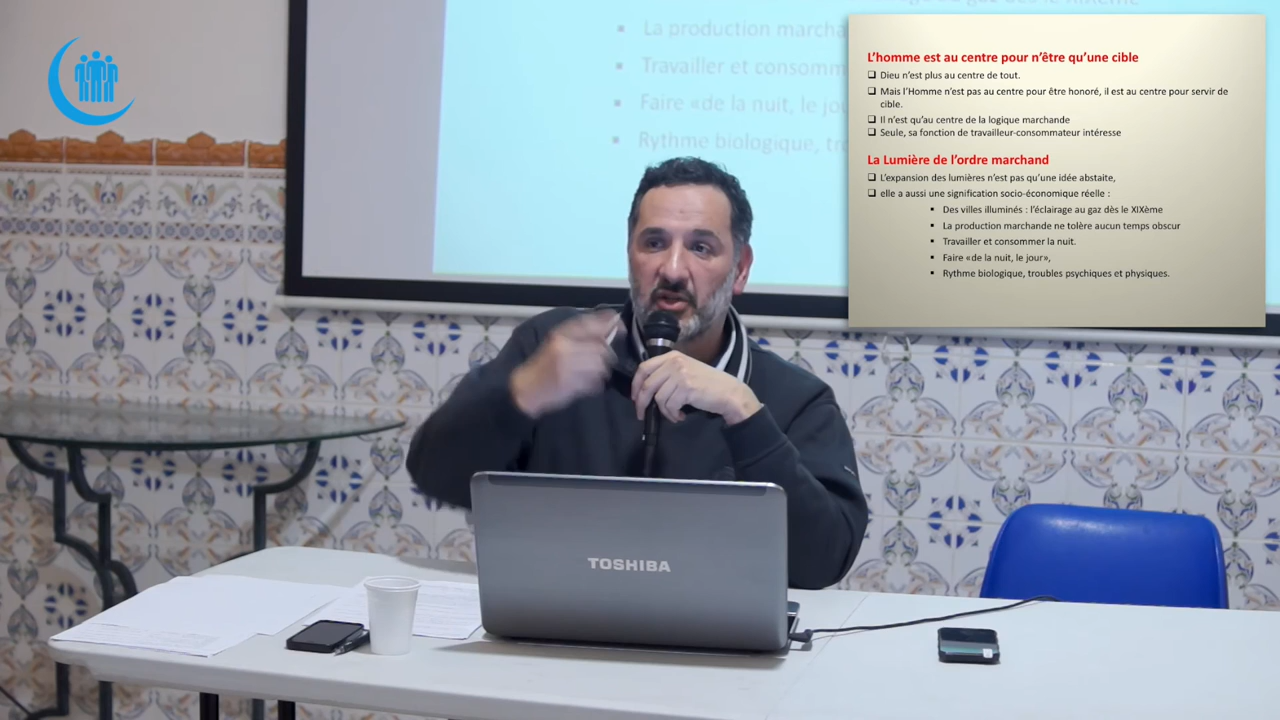 La production marcha
Travailler et consomm
Faire «de la nuit, le jou
Rythme biologique, tro
L'homme est au centre pour n'être qu'une cible
Dieu n'est plus au centre de tout.
Mais l'Homme n'est pas au centre pour être honoré, il est au centre pour servir de
cible.
Il n'est qu'au centre de la logique marchande
Seule, sa fonction de travailleur-consommateur intéresse
La Lumière de l'ordre marchand
L'expansion des lumières n'est pas qu'une idée abstaite,
elle a aussi une signification socio-économique réelle :
Des villes illuminés : l'éclairage au gaz dès le XIXème
La production marchande ne tolère aucun temps obscur
Travailler et consommer la nuit.
Faire «de la nuit, le jour»,
Rythme biologique, troubles psychiques et physiques.
TOSHIBA